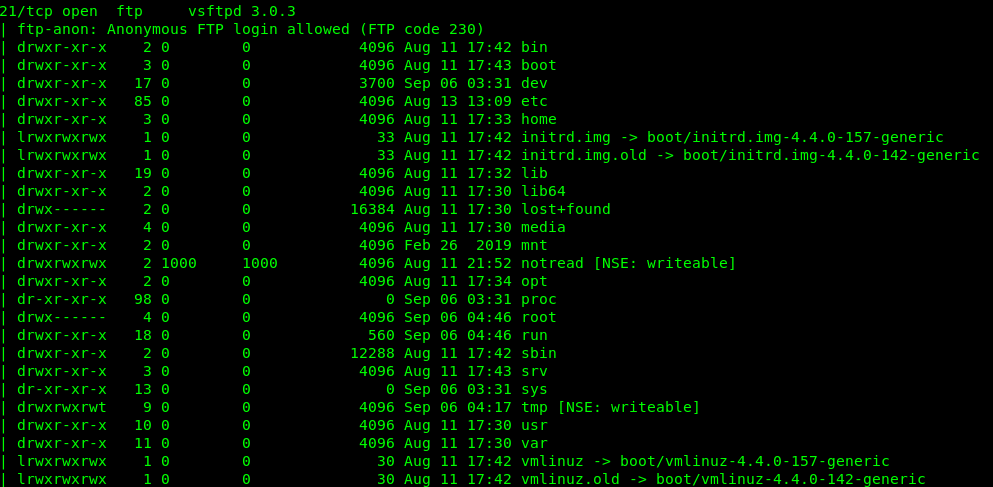 21/tcp open  ftp     vsftpd 3.0.3
| ftp-anon: Anonymous FTP login allowed (FTP code 230)
| drwxr-xr-x    2 0        0            4096 Aug 11 17:42 bin
| drwxr-xr-x    3 0        0            4096 Aug 11 17:43 boot
| drwxr-xr-x   17 0        0            3700 Sep 06 03:31 dev
| drwxr-xr-x   85 0        0            4096 Aug 13 13:09 etc
| drwxr-xr-x    3 0        0            4096 Aug 11 17:33 home
| lrwxrwxrwx    1 0        0              33 Aug 11 17:42 initrd.img -> boot/initrd.img-4.4.0-157-generic
| lrwxrwxrwx    1 0        0              33 Aug 11 17:42 initrd.img.old -> boot/initrd.img-4.4.0-142-generic
| drwxr-xr-x   19 0        0            4096 Aug 11 17:32 lib
| drwxr-xr-x    2 0        0            4096 Aug 11 17:30 lib64
| drwx------    2 0        0           16384 Aug 11 17:30 lost+found
| drwxr-xr-x    4 0        0            4096 Aug 11 17:30 media
| drwxr-xr-x    2 0        0            4096 Feb 26  2019 mnt
| drwxrwxrwx    2 1000     1000         4096 Aug 11 21:52 notread [NSE: writeable]
| drwxr-xr-x    2 0        0            4096 Aug 11 17:34 opt
| dr-xr-xr-x   98 0        0               0 Sep 06 03:31 proc
| drwx------    4 0        0            4096 Sep 06 04:46 root
| drwxr-xr-x   18 0        0             560 Sep 06 04:46 run
| drwxr-xr-x    2 0        0           12288 Aug 11 17:42 sbin
| drwxr-xr-x    3 0        0            4096 Aug 11 17:43 srv
| dr-xr-xr-x   13 0        0               0 Sep 06 03:31 sys
| drwxrwxrwt    9 0        0            4096 Sep 06 04:17 tmp [NSE: writeable]
| drwxr-xr-x   10 0        0            4096 Aug 11 17:30 usr
| drwxr-xr-x   11 0        0            4096 Aug 11 17:30 var
| lrwxrwxrwx    1 0        0              30 Aug 11 17:42 vmlinuz -> boot/vmlinuz-4.4.0-157-generic
| lrwxrwxrwx    1 0        0              30 Aug 11 17:42 vmlinuz.old -> boot/vmlinuz-4.4.0-142-generic